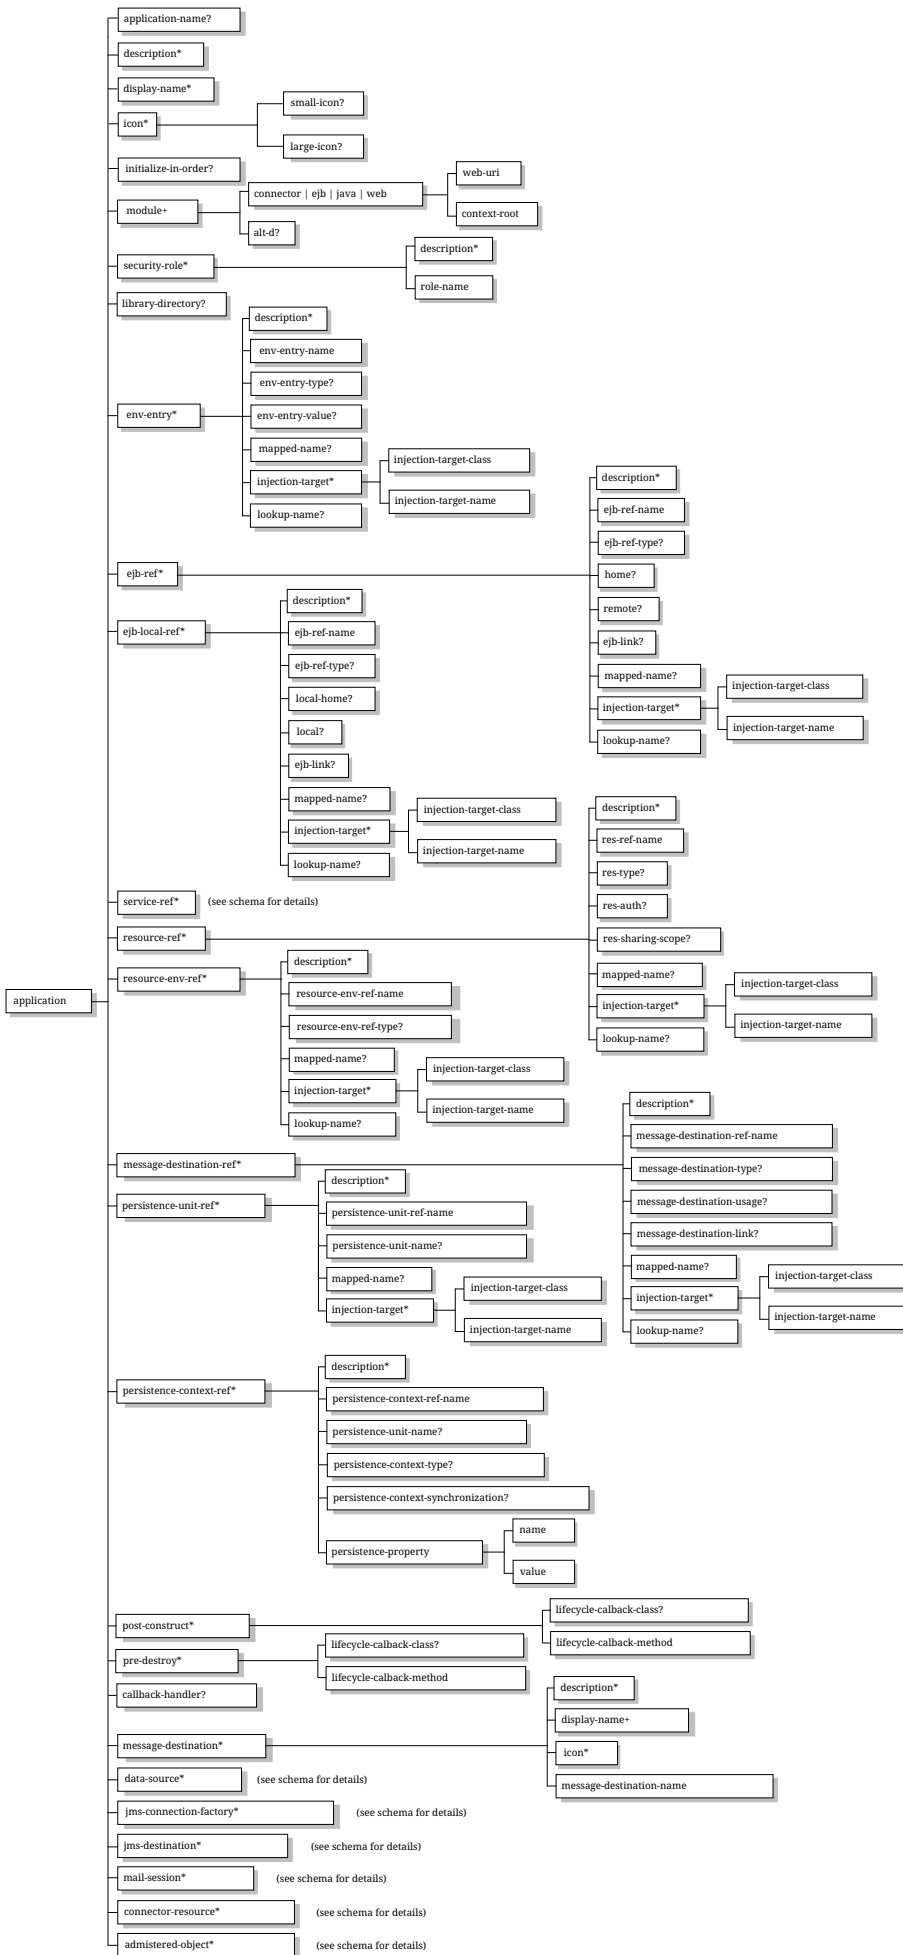 application-name?
description*
display-name*
icon*
small-icon?
large-icon?
initialize-in-order?
module+
connector | ejb | java | web
web-uri
context-root
alt-d?
security-role*
description*
role-name
library-directory?
env-entry*
description*
env-entry-name
env-entry-type?
env-entry-value?
mapped-name?
injection-target*
injection-target-class
injection-target-name
lookup-name?
ejb-ref*
description*
ejb-ref-name
ejb-ref-type?
home?
remote?
ejb-link?
mapped-name?
injection-target*
injection-target-class
injection-target-name
lookup-name?
ejb-local-ref*
description*
ejb-ref-name
ejb-ref-type?
local-home?
local?
ejb-link?
mapped-name?
injection-target*
injection-target-class
injection-target-name
lookup-name?
service-ref*
(see schema for details)
resource-ref*
description*
res-ref-name
res-type?
res-auth?
res-sharing-scope?
mapped-name?
injection-target*
injection-target-class
injection-target-name
lookup-name?
application
resource-env-ref*
description*
resource-env-ref-name
resource-env-ref-type?
mapped-name?
injection-target*
injection-target-class
injection-target-name
lookup-name?
message-destination-ref*
description*
message-destination-ref-name
message-destination-type?
message-destination-usage?
message-destination-link?
mapped-name?
injection-target*
injection-target-class
injection-target-name
lookup-name?
persistence-unit-ref*
description*
persistence-unit-ref-name
persistence-unit-name?
mapped-name?
injection-target*
injection-target-class
injection-target-name
persistence-context-ref*
description*
persistence-context-ref-name
persistence-unit-name?
persistence-context-type?
persistence-context-synchronization?
persistence-property
name
value
post-construct*
lifecycle-calback-class?
lifecycle-calback-method
pre-destroy*
lifecycle-calback-class?
lifecycle-calback-method
callback-handler?
message-destination*
description*
display-name+
icon*
message-destination-name
data-source*
(see schema for details)
jms-connection-factory*
(see schema for details)
jms-destination*
(see schema for details)
mail-session*
(see schema for details)
connector-resource*
(see schema for details)
admistered-object*
(see schema for details)